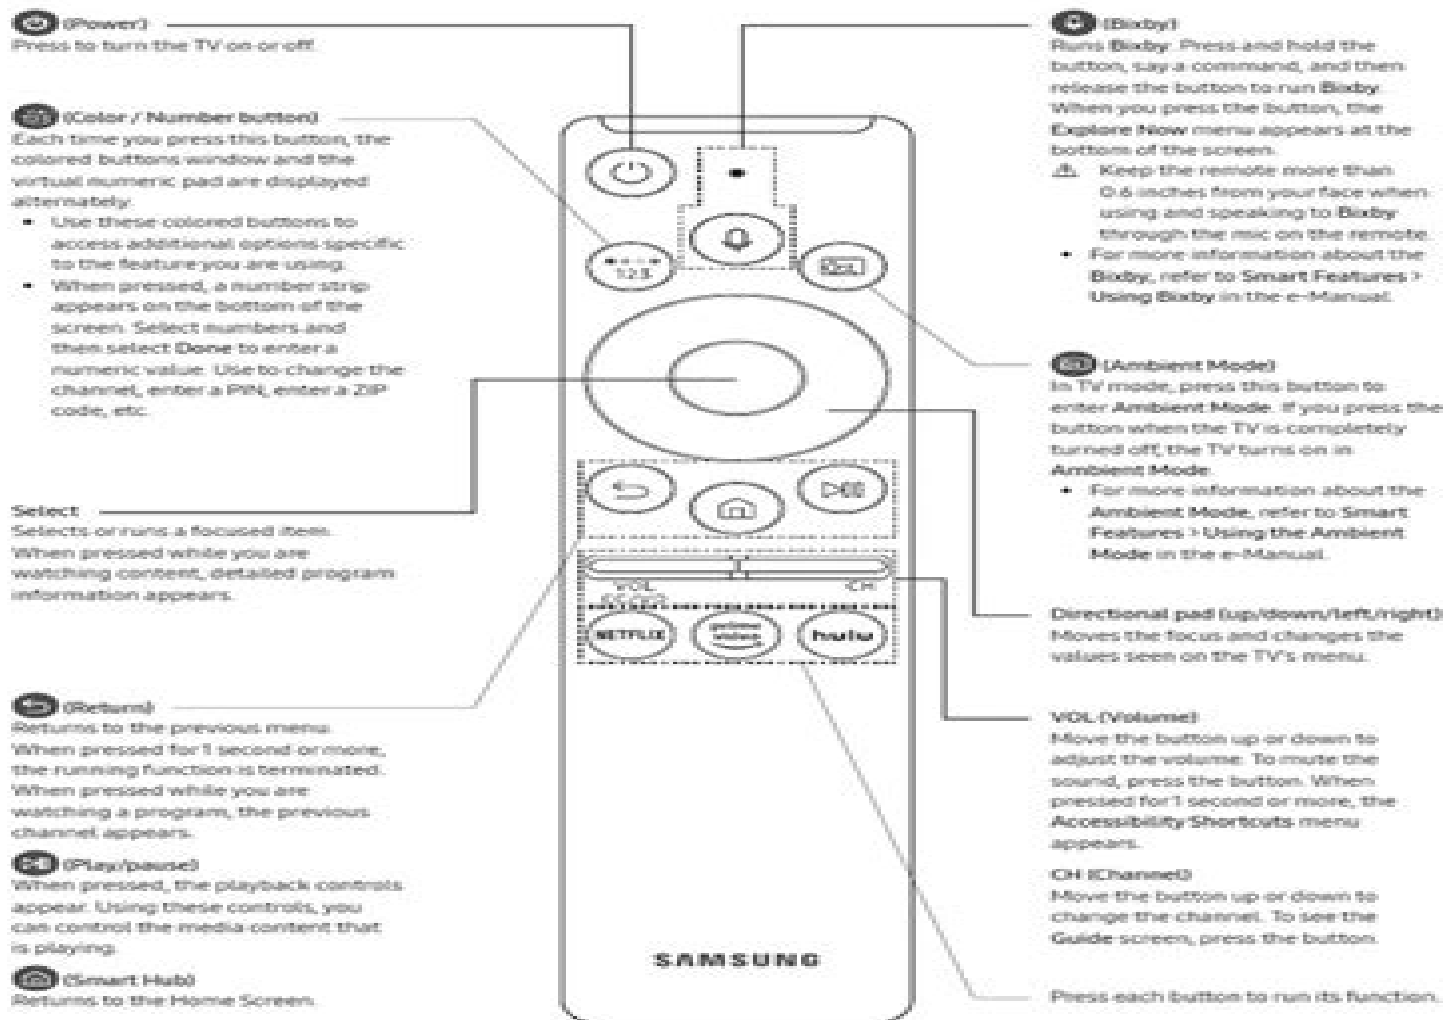 (Power)
Press to turn the TV on or off.
(Color / Number button)
Each time you press this button, the
colored buttons window and the
virtual numeric pad are displayed
alternately.
• Use these colored buttons to
access additional options specific
to the feature you are using.
• When pressed, a number strip
appears on the bottom of the
screen. Select numbers and
then select Done to enter a
numeric value. Use to change the
channel, enter a PIN, enter a ZIP
code, etc.
Select
Selects or runs a focused item.
When pressed while you are
watching content, detailed program
information appears.
(Return)
Returns to the previous menu.
When pressed for 1 second or more,
the running function is terminated.
When pressed while you are
watching a program, the previous
channel appears.
(Play/pause)
When pressed, the playback controls
appear. Using these controls, you
can control the media content that
is playing.
(Smart Hub)
Returns to the Home Screen.
123
VOL
CH
NETFLIX
prime
video
hulu
SAMSUNG
(Bixby)
Runs Bixby. Press and hold the
button, say a command, and then
release the button to run Bixby.
When you press the button, the
Explore Now menu appears at the
bottom of the screen.
Keep the remote more than
0.6 inches from your face when
using and speaking to Bixby
through the mic on the remote.
• For more information about the
Bixby, refer to Smart Features >
Using Bixby in the e-Manual.
(Ambient Mode)
In TV mode, press this button to
enter Ambient Mode. If you press the
button when the TV is completely
turned off, the TV turns on in
Ambient Mode.
• For more information about the
Ambient Mode, refer to Smart
Features > Using the Ambient
Mode in the e-Manual.
Directional pad (up/down/left/right)
Moves the focus and changes the
values seen on the TV's menu.
VOL (Volume)
Move the button up or down to
adjust the volume. To mute the
sound, press the button. When
pressed for 1 second or more, the
Accessibility Shortcuts menu
appears.
CH (Channel)
Move the button up or down to
change the channel. To see the
Guide screen, press the button.
Press each button to run its function.